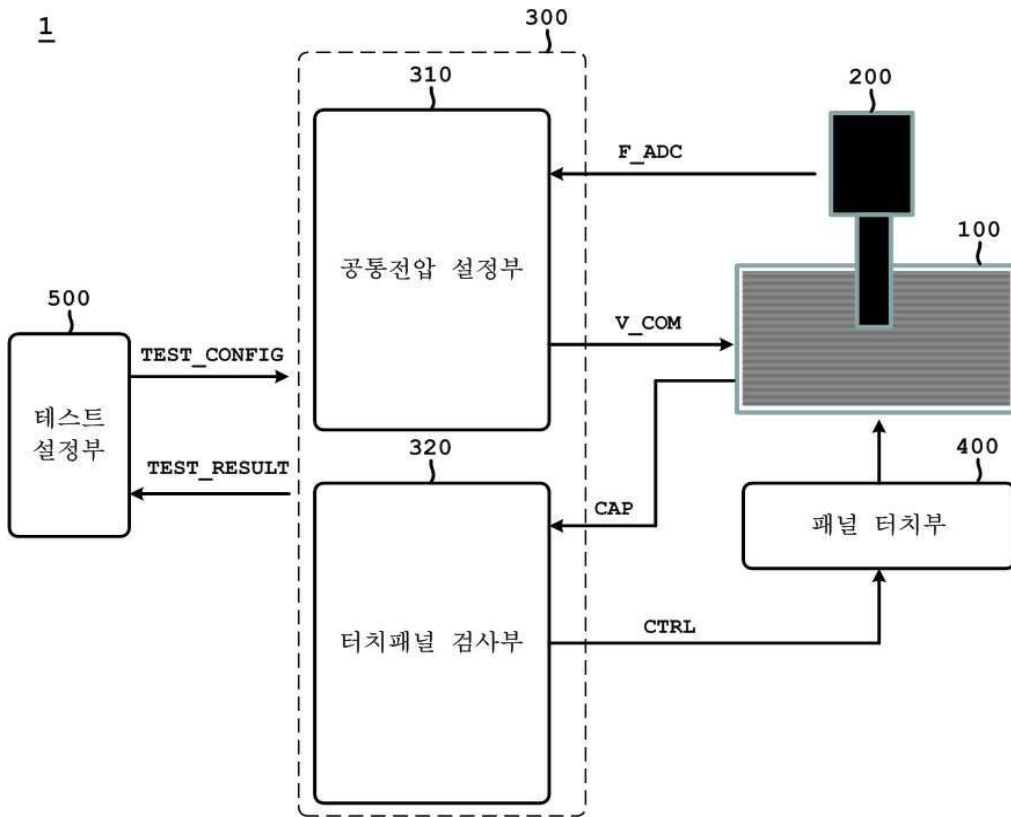 1
300
310
200
F_ADC
공통전압 설정부
100
500
V_COM
TEST_CONFIG
테스트
설정부
320
400
TEST_RESULT
CAP
패널 터치부
터치패널 검사부
CTRL